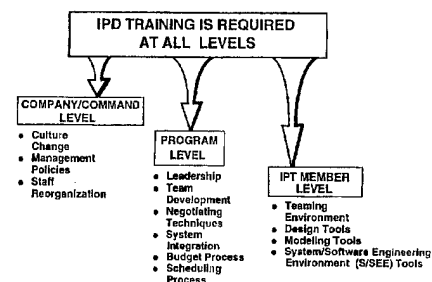 IPD TRAINING IS REQUIRED
AT ALL LEVELS
COMPANY/COMMAND
LEVEL
● Culture
Change
● Management
Policies
● Staff
Reorganization
PROGRAM
LEVEL
● Leadership
● Team
Development
● Negotiating
Techniques
● System
Integration
● Budget Process
● Scheduling
Process
IPT MEMBER
LEVEL
● Teaming
Environment
● Design Tools
● Modeling Tools
● System/Software Engineering
Environment (S/SEE) Tools